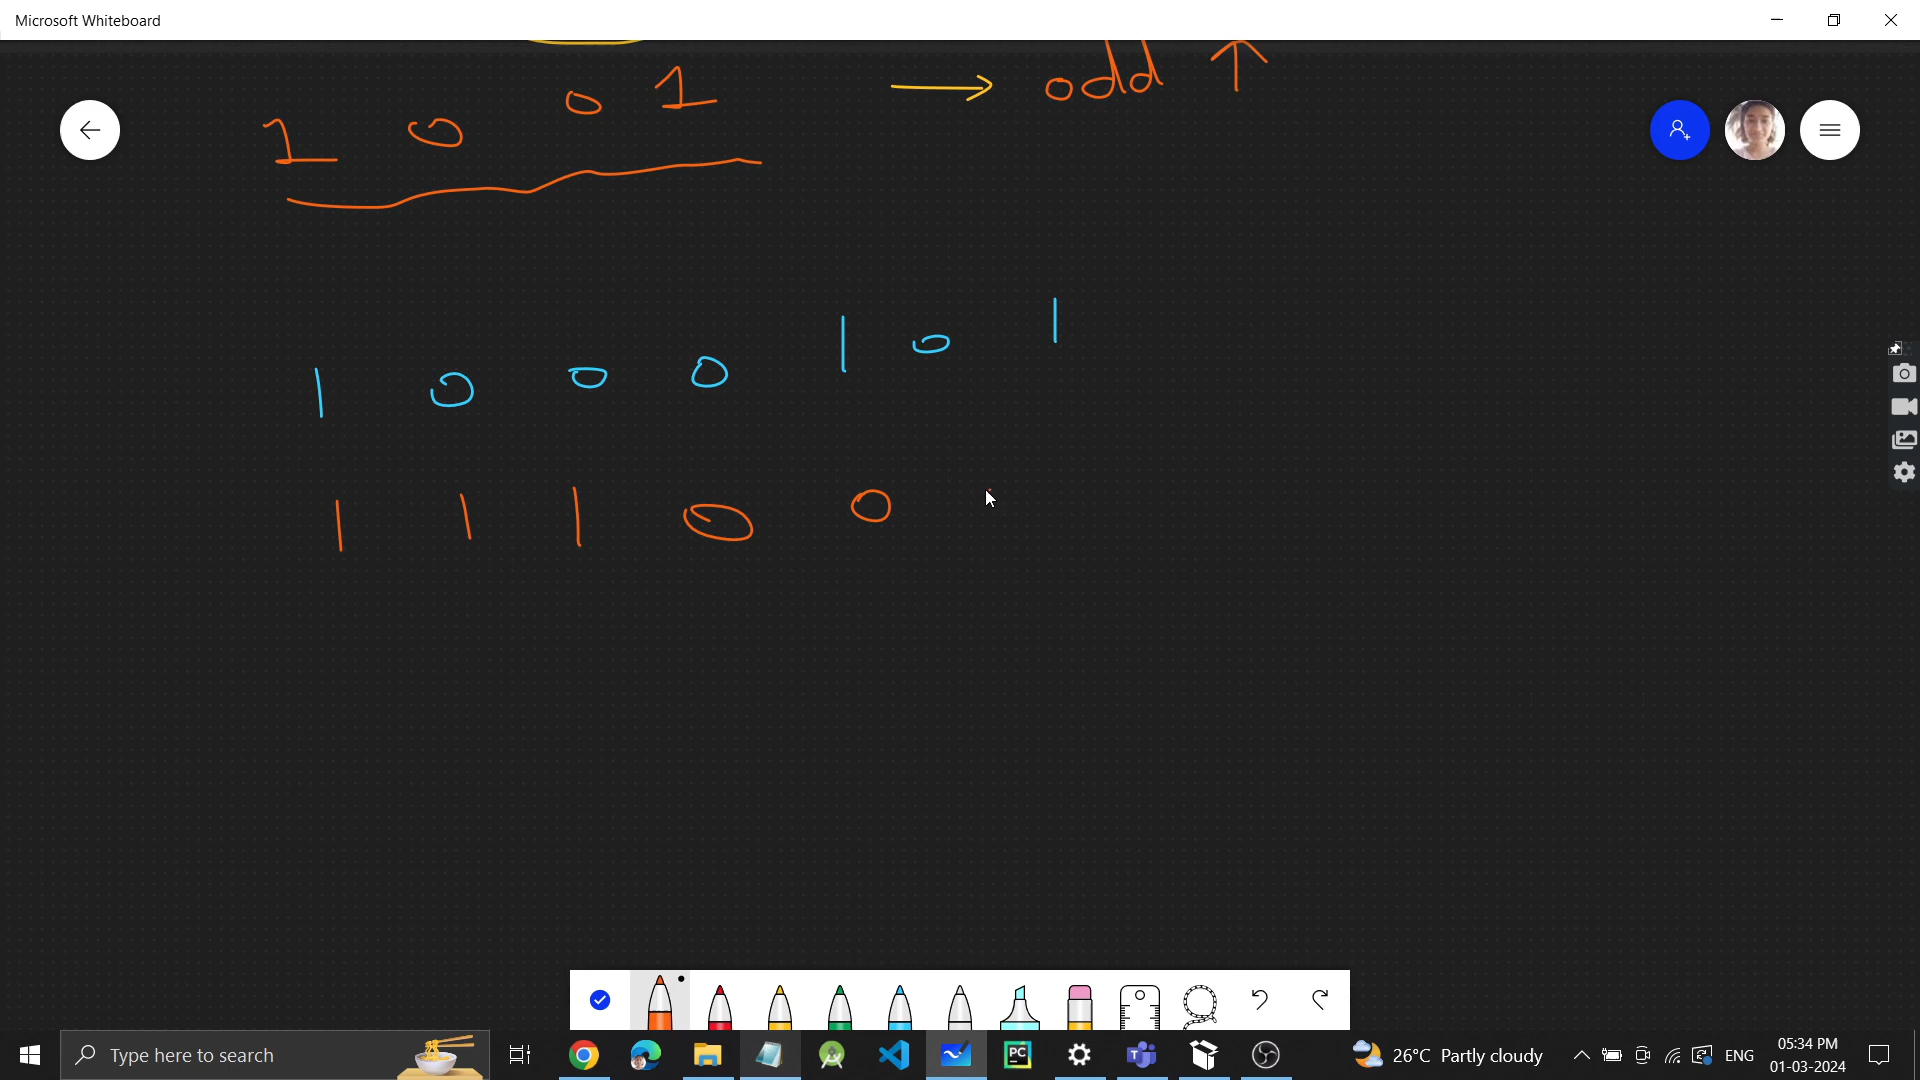 Microsoft Whiteboard
1 0 0 1 → odd ↑
1 0 0 0 1 0 1
1 1 1 0 0
Type here to search
PC
26°C Partly cloudy
ENG
05:34 PM
01-03-2024